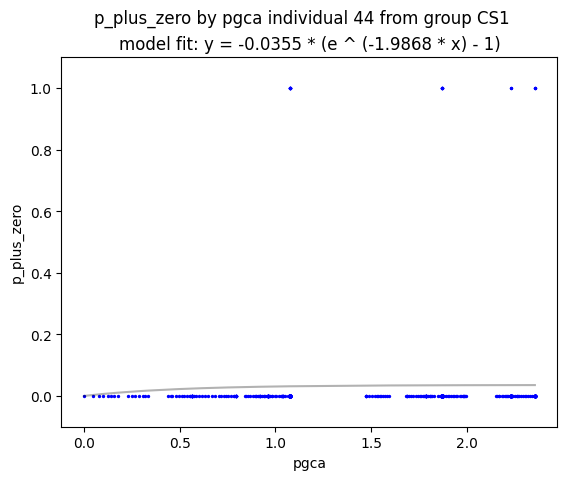 p_plus_zero by pgca individual 44 from group CS1
model fit: y = -0.0355 * (e ^ (-1.9868 * x) - 1)
1.0
0.8
0.6
0.4
0.2
0.0
p_plus_zero
0.0 0.5 1.0 1.5 2.0
pgca